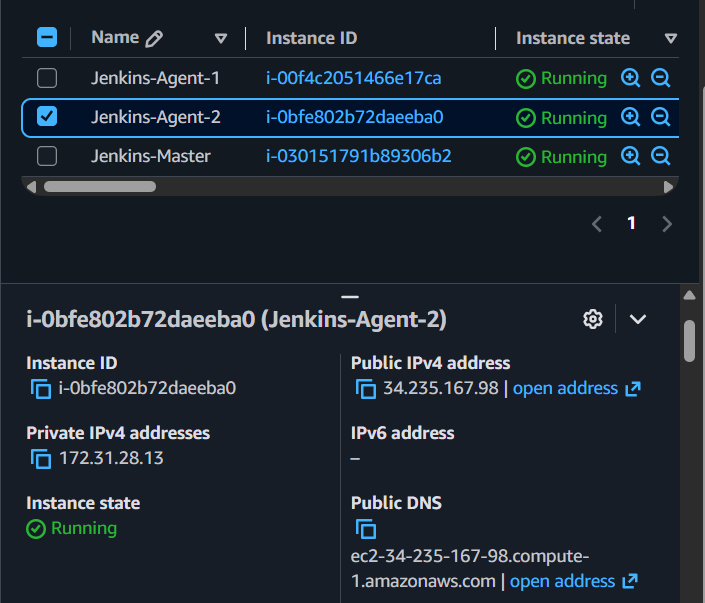 Name Instance ID Instance state
Jenkins-Agent-1 i-00f4c2051466e17ca Running
Jenkins-Agent-2 i-0bfe802b72daeeba0 Running
Jenkins-Master i-030151791b89306b2 Running
1
i-0bfe802b72daeeba0 (Jenkins-Agent-2)
Instance ID
i-0bfe802b72daeeba0
Public IPv4 address
34.235.167.98 | open address
Private IPv4 addresses
172.31.28.13
IPv6 address
–
Instance state
Running
Public DNS
ec2-34-235-167-98.compute-
1.amazonaws.com | open address